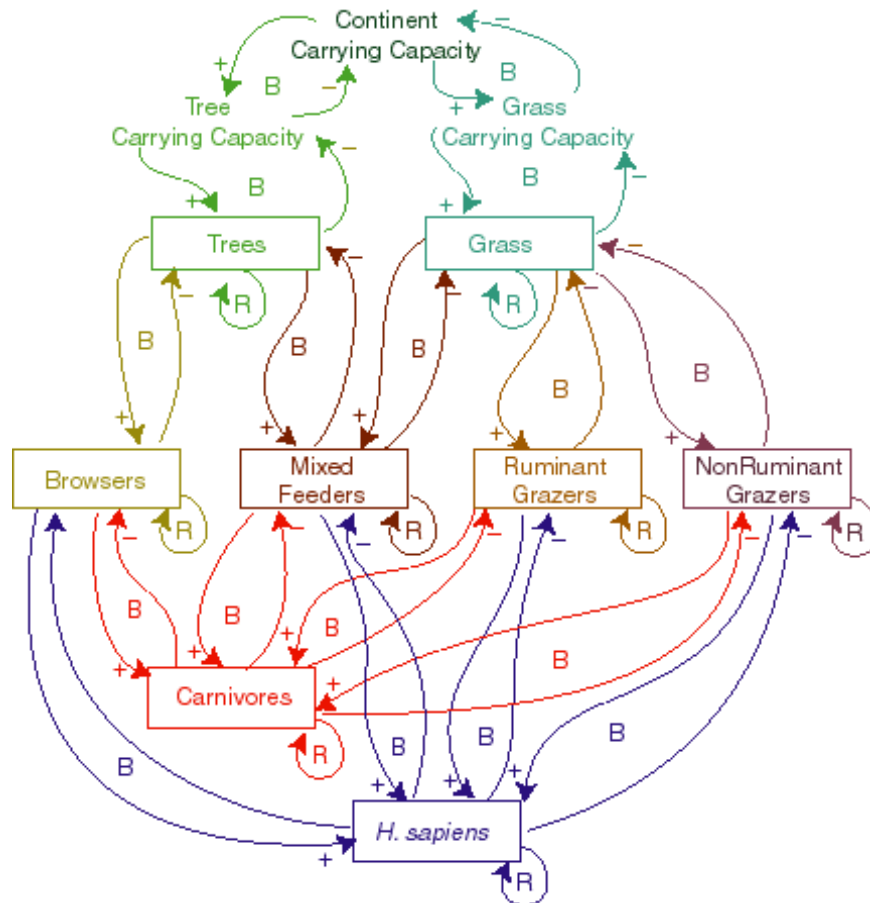 Continent
Carrying Capacity
−
+
B
−
B
+
Tree
Carrying Capacity
Grass
Carrying Capacity
−
−
B
B
+
+
Trees
Grass
−
−
R
R
−
−
−
B
B
B
B
B
+
+
+
+
+
Browsers
Mixed
Feeders
Ruminant
Grazers
NonRuminant
Grazers
R
R
R
R
−
−
−
−
−
−
−
B
B
B
B
+
+
+
+
Carnivores
R
B
B
B
B
+
+
+
+
H. sapiens
R